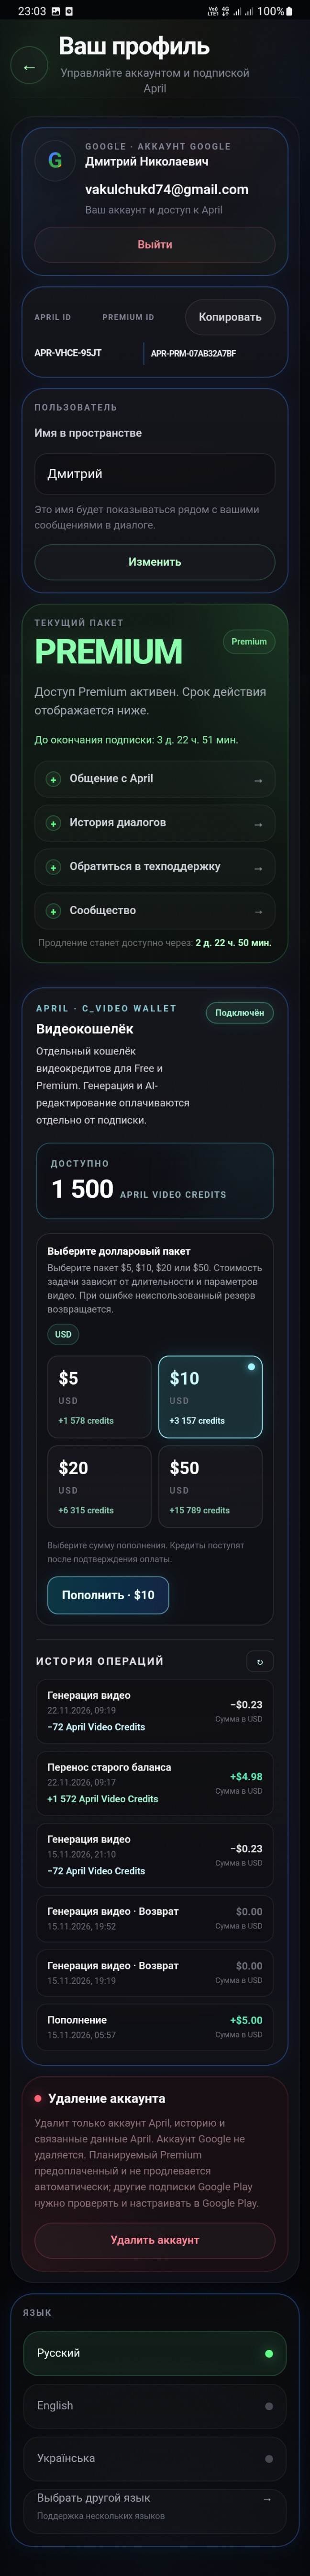 23:03
Vo5G LTE1 4G 100%
Ваш профиль
←
Управляйте аккаунтом и подпиской
April
GOOGLE · АККАУНТ GOOGLE
G
Дмитрий Николаевич
vakulchukd74@gmail.com
Ваш аккаунт и доступ к April
Выйти
APRIL ID PREMIUM ID Копировать
APR-VHCE-95JT APR-PRM-07AB32A7BF
ПОЛЬЗОВАТЕЛЬ
Имя в пространстве
Дмитрий
Это имя будет показываться рядом с вашими
сообщениями в диалоге.
Изменить
ТЕКУЩИЙ ПАКЕТ
PREMIUM Premium
Доступ Premium активен. Срок действия
отображается ниже.
До окончания подписки: 3 д. 22 ч. 51 мин.
+ Общение с April →
+ История диалогов →
+ Обратиться в техподдержку →
+ Сообщество →
Продление станет доступно через: 2 д. 22 ч. 50 мин.
APRIL · C_VIDEO WALLET Подключён
Видеокошелёк
Отдельный кошелёк
видеокредитов для Free и
Premium. Генерация и AI-
редактирование оплачиваются
отдельно от подписки.
ДОСТУПНО
1 500 APRIL VIDEO CREDITS
Выберите долларовый пакет
Выберите пакет $5, $10, $20 или $50. Стоимость
задачи зависит от длительности и параметров
видео. При ошибке неиспользованный резерв
возвращается.
USD
$5 $10
USD USD
+1 578 credits +3 157 credits
$20 $50
USD USD
+6 315 credits +15 789 credits
Выберите сумму пополнения. Кредиты поступят
после подтверждения оплаты.
Пополнить · $10
ИСТОРИЯ ОПЕРАЦИЙ ↻
Генерация видео
22.11.2026, 09:19
−72 April Video Credits
−$0.23
Сумма в USD
Перенос старого баланса
22.11.2026, 09:17
+1 572 April Video Credits
+$4.98
Сумма в USD
Генерация видео
15.11.2026, 21:10
−72 April Video Credits
−$0.23
Сумма в USD
Генерация видео · Возврат
15.11.2026, 19:52
$0.00
Сумма в USD
Генерация видео · Возврат
15.11.2026, 19:19
$0.00
Сумма в USD
Пополнение
15.11.2026, 05:57
+$5.00
Сумма в USD
Удаление аккаунта
Удалит только аккаунт April, историю и
связанные данные April. Аккаунт Google не
удаляется. Планируемый Premium
предоплаченный и не продлевается
автоматически; другие подписки Google Play
нужно проверять и настраивать в Google Play.
Удалить аккаунт
ЯЗЫК
Русский
English
Українська
Выбрать другой язык →
Поддержка нескольких языков